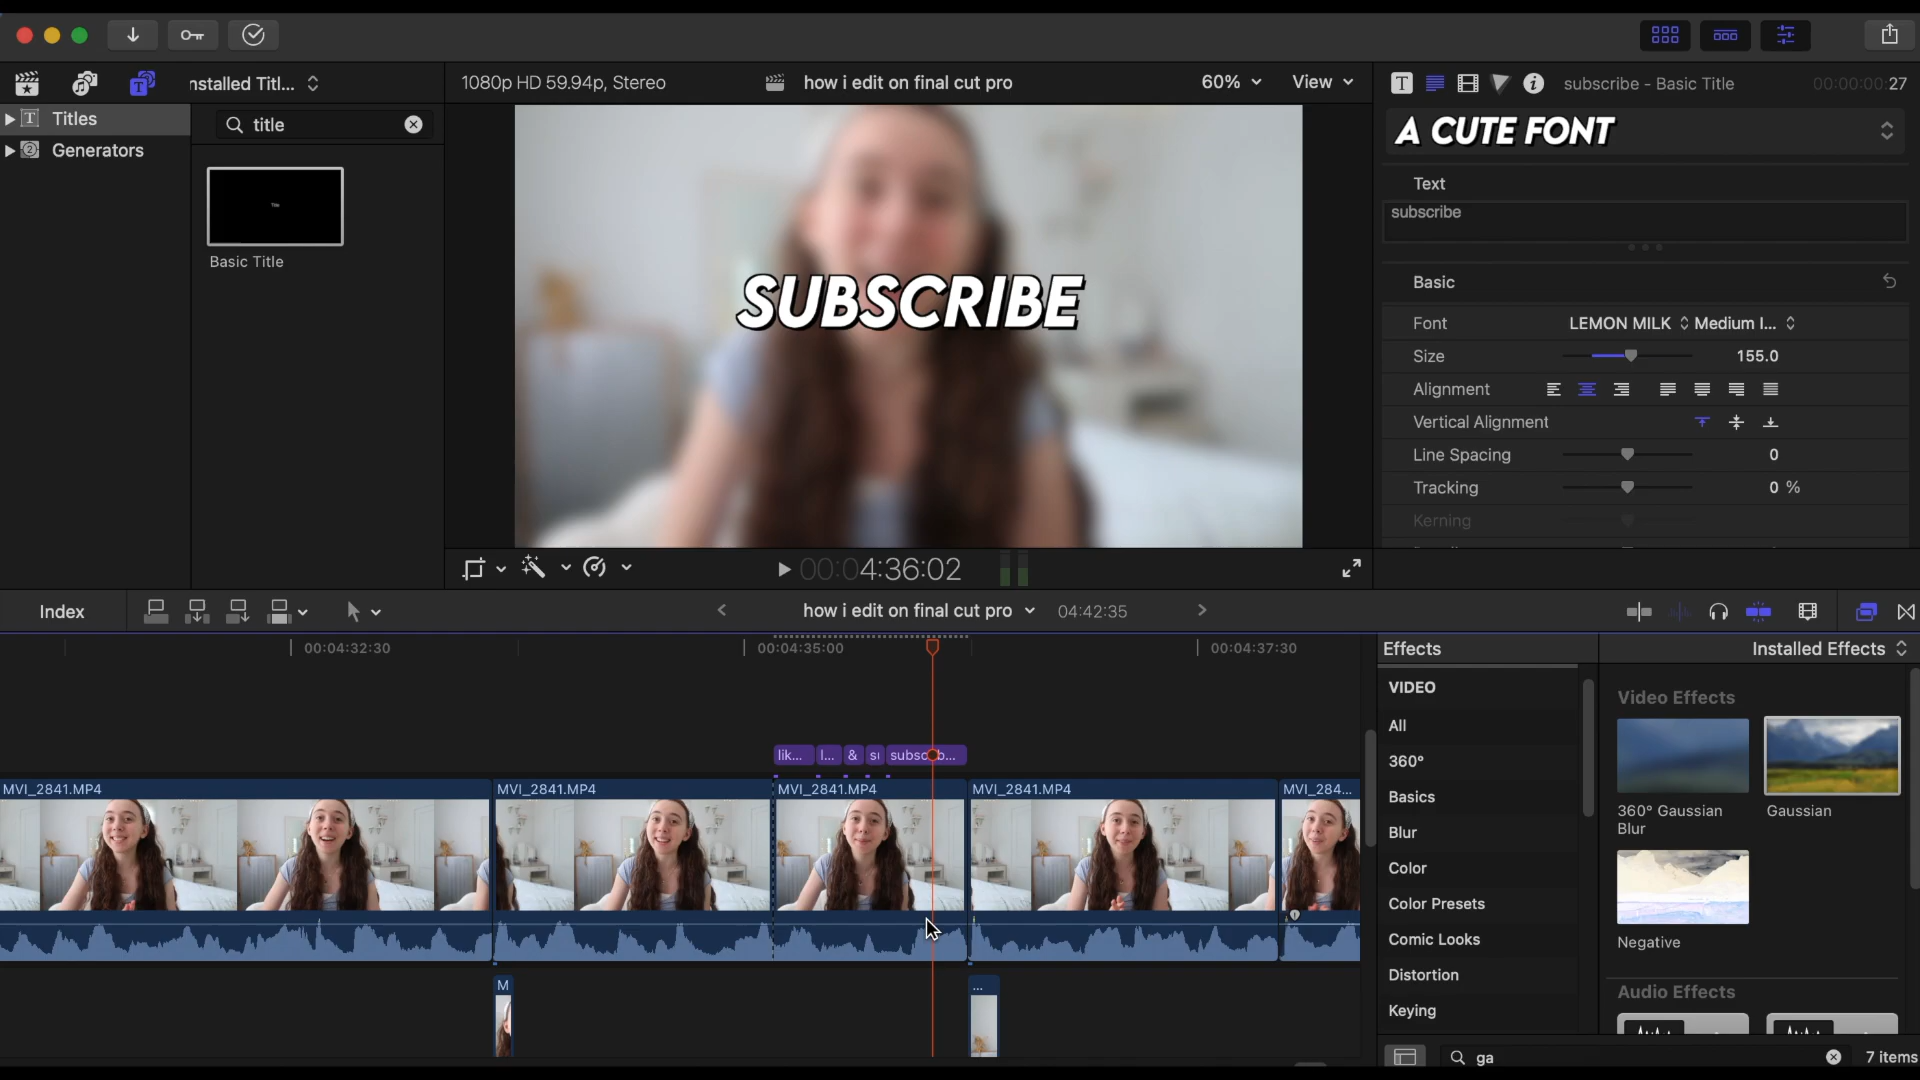 nstalled Titl...
1080p HD 59.94p, Stereo
how i edit on final cut pro
60%
View
T
subscribe - Basic Title
00:00:00:27
T Titles
title
A CUTE FONT
Generators
Text
subscribe
Title
Basic Title
SUBSCRIBE
Basic
Font
LEMON MILK
Medium I...
Size
155.0
Alignment
Vertical Alignment
Line Spacing
0
Tracking
0 %
Kerning
00:04:36:02
Index
how i edit on final cut pro
04:42:35
00:04:32:30
00:04:35:00
00:04:37:30
Effects
Installed Effects
VIDEO
Video Effects
All
360°
Basics
Blur
Color
Color Presets
Comic Looks
Distortion
Keying
360° Gaussian
Blur
Gaussian
Negative
Audio Effects
lik...
l...
&
su
subscrib...
MVI_2841.MP4
MVI_2841.MP4
MVI_2841.MP4
MVI_2841.MP4
MVI_284...
M
...
ga
7 items